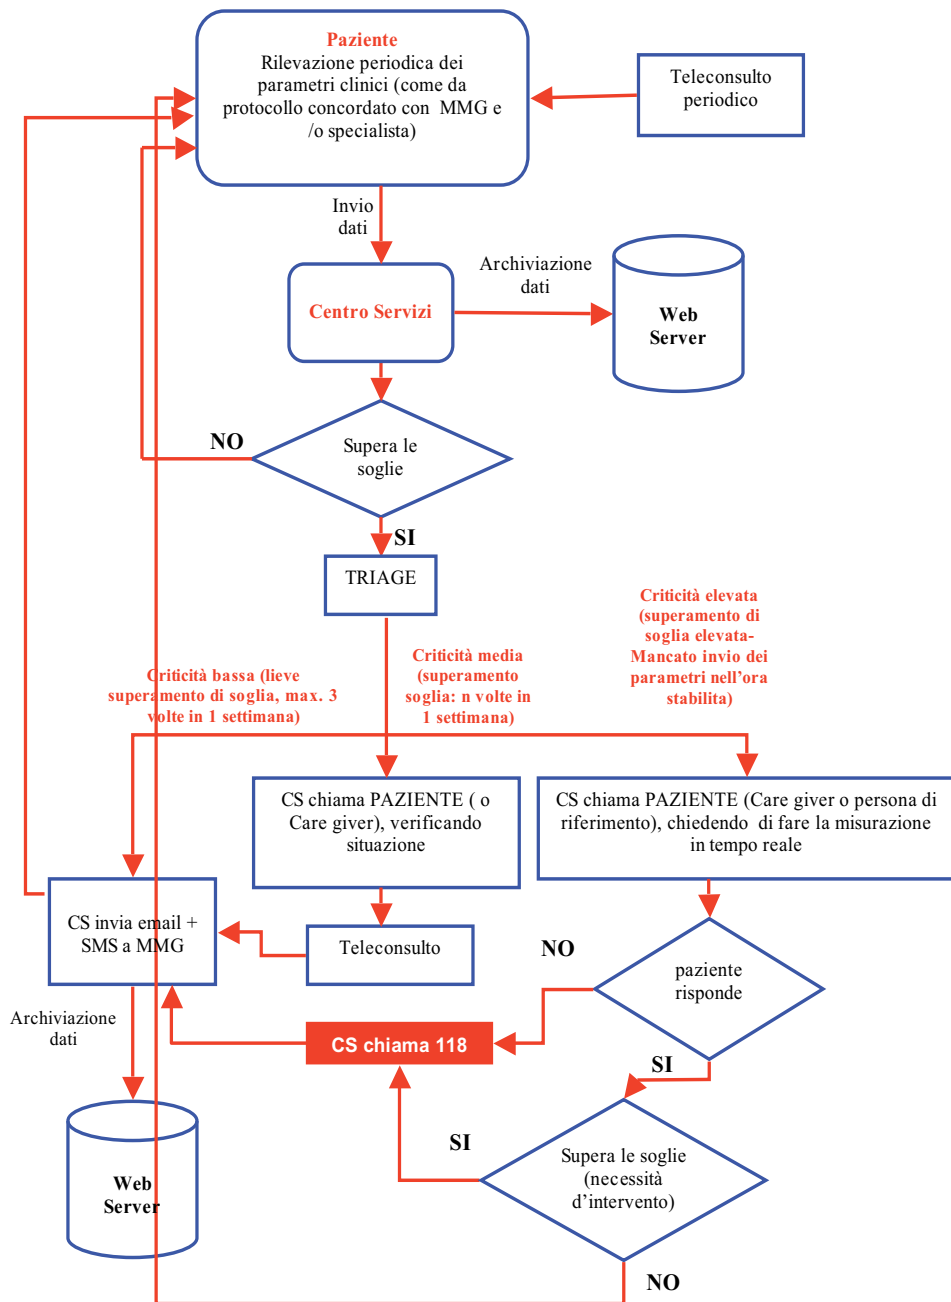 Paziente
Rilevazione periodica dei
parametri clinici (come da
protocollo concordato con MMG e
/o specialista)
Teleconsulto
periodico
Invio
dati
Archiviazione
dati
Centro Servizi
Web
Server
NO
Supera le
soglie
SI
TRIAGE
Criticità elevata
(superamento di
soglia elevata-
Mancato invio dei
parametri nell’ora
stabilita)
Criticità media
(superamento
soglia: n volte in
1 settimana)
Criticità bassa (lieve
superamento di soglia, max. 3
volte in 1 settimana)
CS chiama PAZIENTE ( o
Care giver), verificando
situazione
CS chiama PAZIENTE (Care giver o persona di
riferimento), chiedendo di fare la misurazione
in tempo reale
CS invia email +
SMS a MMG
Teleconsulto
NO
paziente
risponde
Archiviazione
dati
CS chiama 118
SI
SI
Supera le soglie
(necessità
d’intervento)
Web
Server
NO